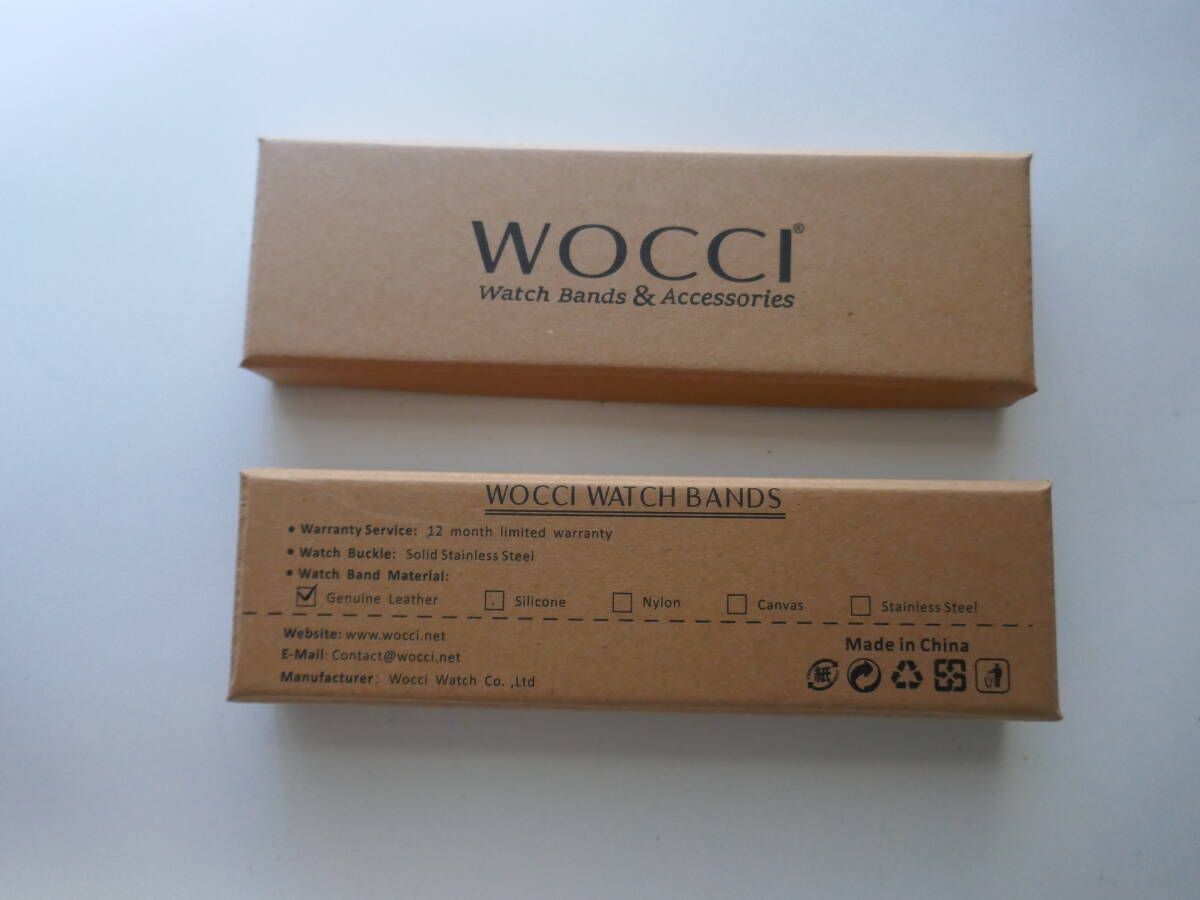 WOCCI®
Watch Bands & Accessories
WOCCI WATCH BANDS
• Warranty Service: 12 month limited warranty
• Watch Buckle: Solid Stainless Steel
• Watch Band Material:
☑ Genuine Leather ☐ Silicone ☐ Nylon ☐ Canvas ☐ Stainless Steel
Website: www.wocci.net
E-Mail: Contact@wocci.net
Manufacturer: Wocci Watch Co. ,Ltd
Made in China
紙